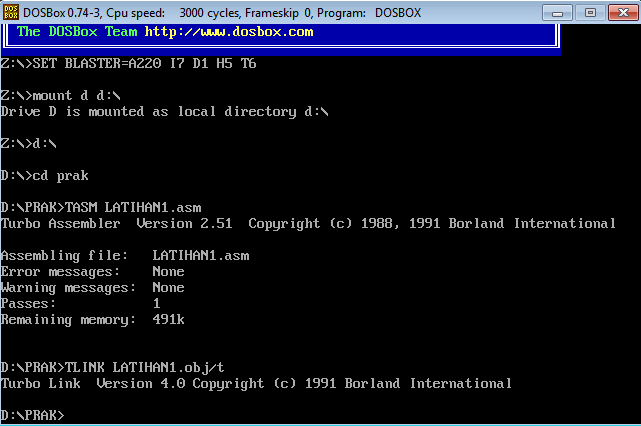 DOSBox 0.74-3, Cpu speed:    3000 cycles, Frameskip  0, Program:   DOSBOX
DOS
BOX
The DOSBox Team http://www.dosbox.com
Z:\>SET BLASTER=A220 I7 D1 H5 T6
Z:\>mount d d:\
Drive D is mounted as local directory d:\
Z:\>d:\
D:\>cd prak
D:\PRAK>TASM LATIHAN1.asm
Turbo Assembler  Version 2.51  Copyright (c) 1988, 1991 Borland International
Assembling file:   LATIHAN1.asm
Error messages:    None
Warning messages:  None
Passes:            1
Remaining memory:  491k
D:\PRAK>TLINK LATIHAN1.obj/t
Turbo Link  Version 4.0 Copyright (c) 1991 Borland International
D:\PRAK>